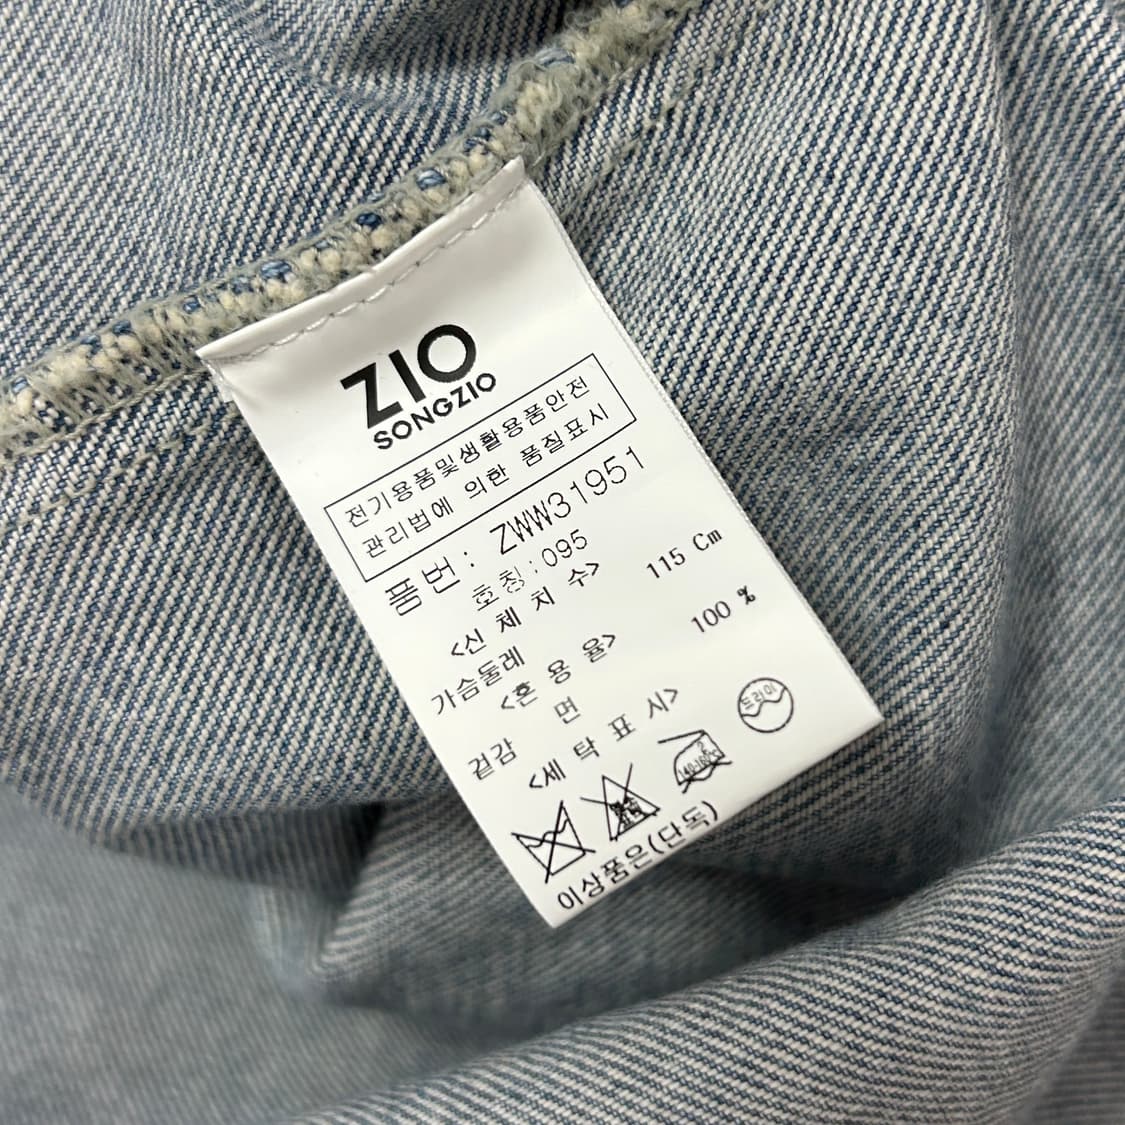 ZIO
SONGZIO
전기용품및생활용품안전
관리법에 의한 품질표시
품번: ZWW31951
호칭:095
<신 체 치 수>
가슴둘레 115 Cm
<혼 용 율>
겉감 면 100 %
<세 탁 표 시>
140-160℃
드라이
이상품은(단독)